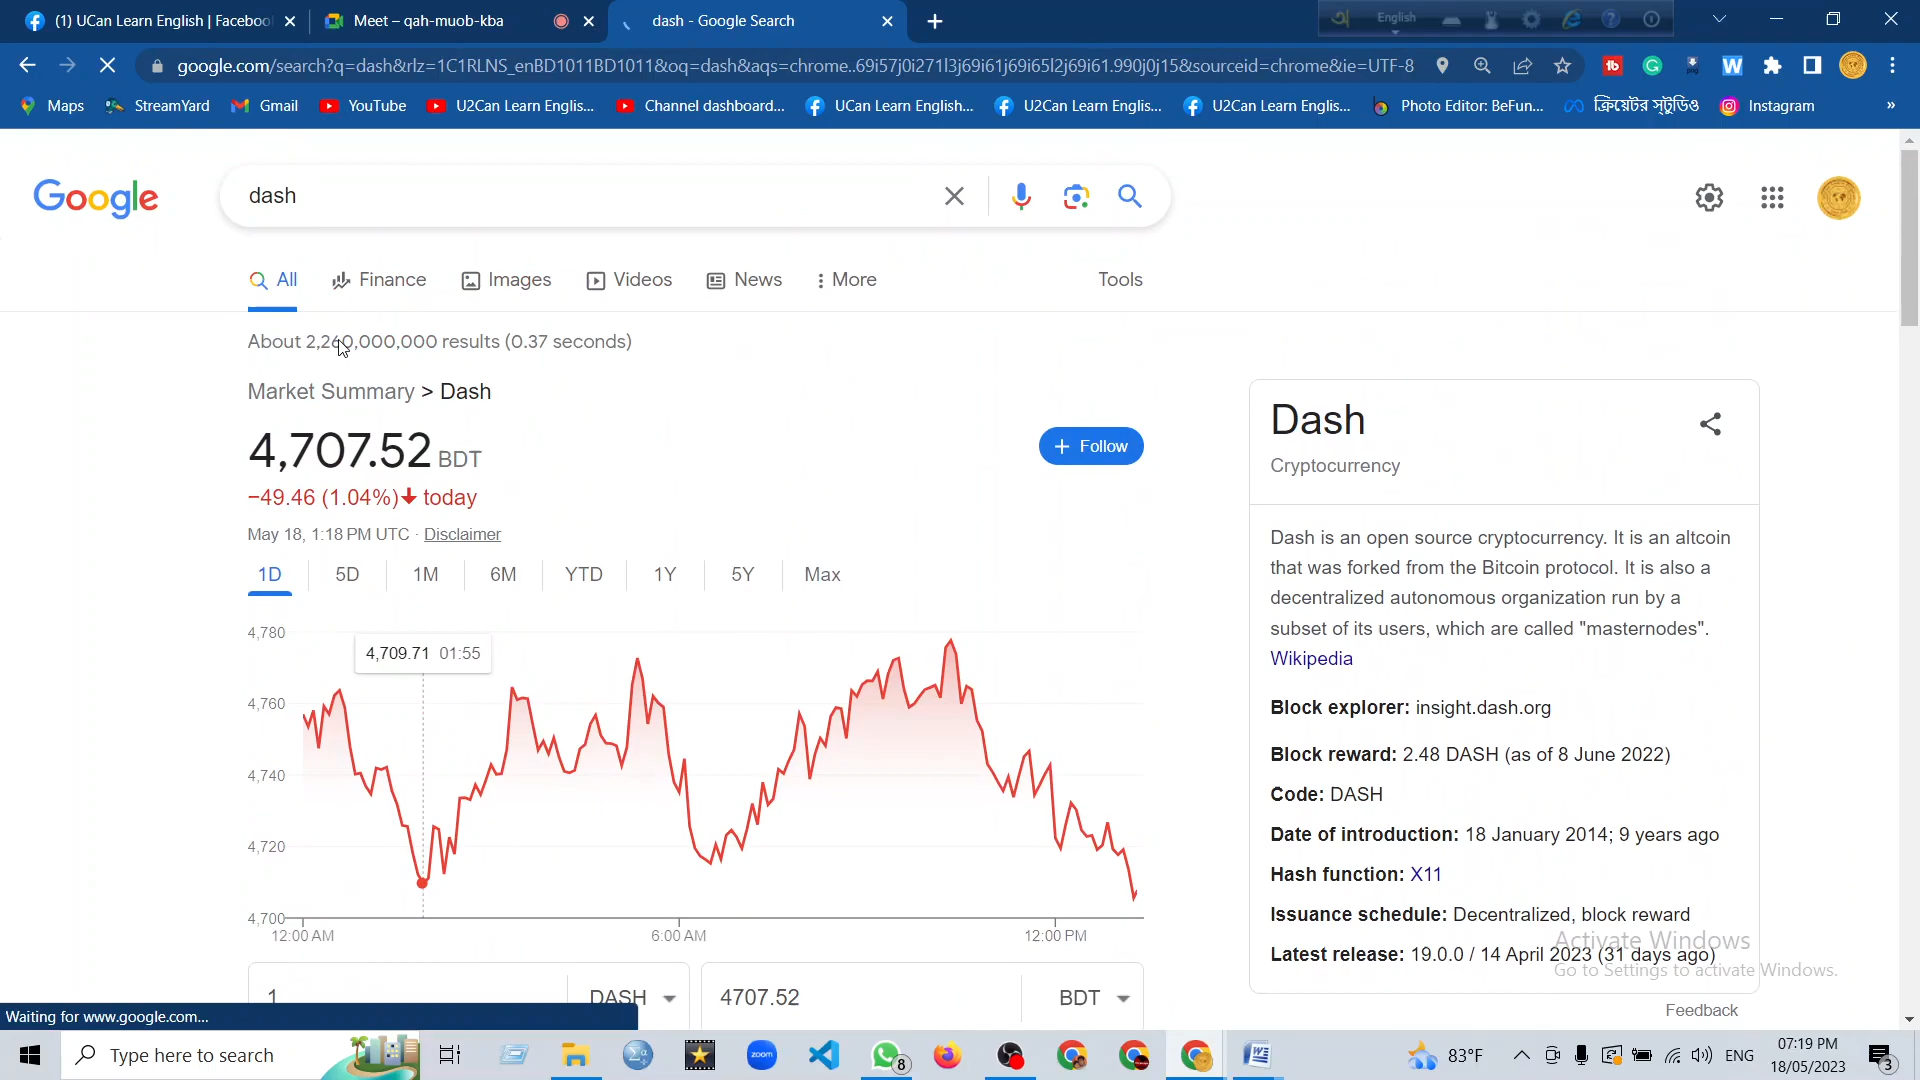 (1) UCan Learn English | Faceboo
Meet – qah-muob-kba
dash - Google Search
English
google.com/search?q=dash&rlz=1C1RLNS_enBD1011BD1011&oq=dash&aqs=chrome..69i57j0i271l3j69i61j69i65l2j69i61.990j0j15&sourceid=chrome&ie=UTF-8
Maps StreamYard Gmail YouTube U2Can Learn Englis... Channel dashboard... UCan Learn English... U2Can Learn Englis... U2Can Learn Englis... Photo Editor: BeFun... ক্রিয়েটর স্টুডিও Instagram »
Google
dash
All Finance Images Videos News More Tools
About 2,260,000,000 results (0.37 seconds)
Market Summary > Dash
4,707.52 BDT
+ Follow
−49.46 (1.04%) today
May 18, 1:18 PM UTC · Disclaimer
1D 5D 1M 6M YTD 1Y 5Y Max
4,780
4,760
4,740
4,720
4,700
4,709.71 01:55
12:00 AM 6:00 AM 12:00 PM
1 DASH 4707.52 BDT
Dash
Cryptocurrency
Dash is an open source cryptocurrency. It is an altcoin
that was forked from the Bitcoin protocol. It is also a
decentralized autonomous organization run by a
subset of its users, which are called "masternodes".
Wikipedia
Block explorer: insight.dash.org
Block reward: 2.48 DASH (as of 8 June 2022)
Code: DASH
Date of introduction: 18 January 2014; 9 years ago
Hash function: X11
Issuance schedule: Decentralized, block reward
Latest release: 19.0.0 / 14 April 2023 (31 days ago)
Activate Windows
Go to Settings to activate Windows.
Feedback
Waiting for www.google.com...
Type here to search
zoom
8
83°F
ENG
07:19 PM
18/05/2023
3